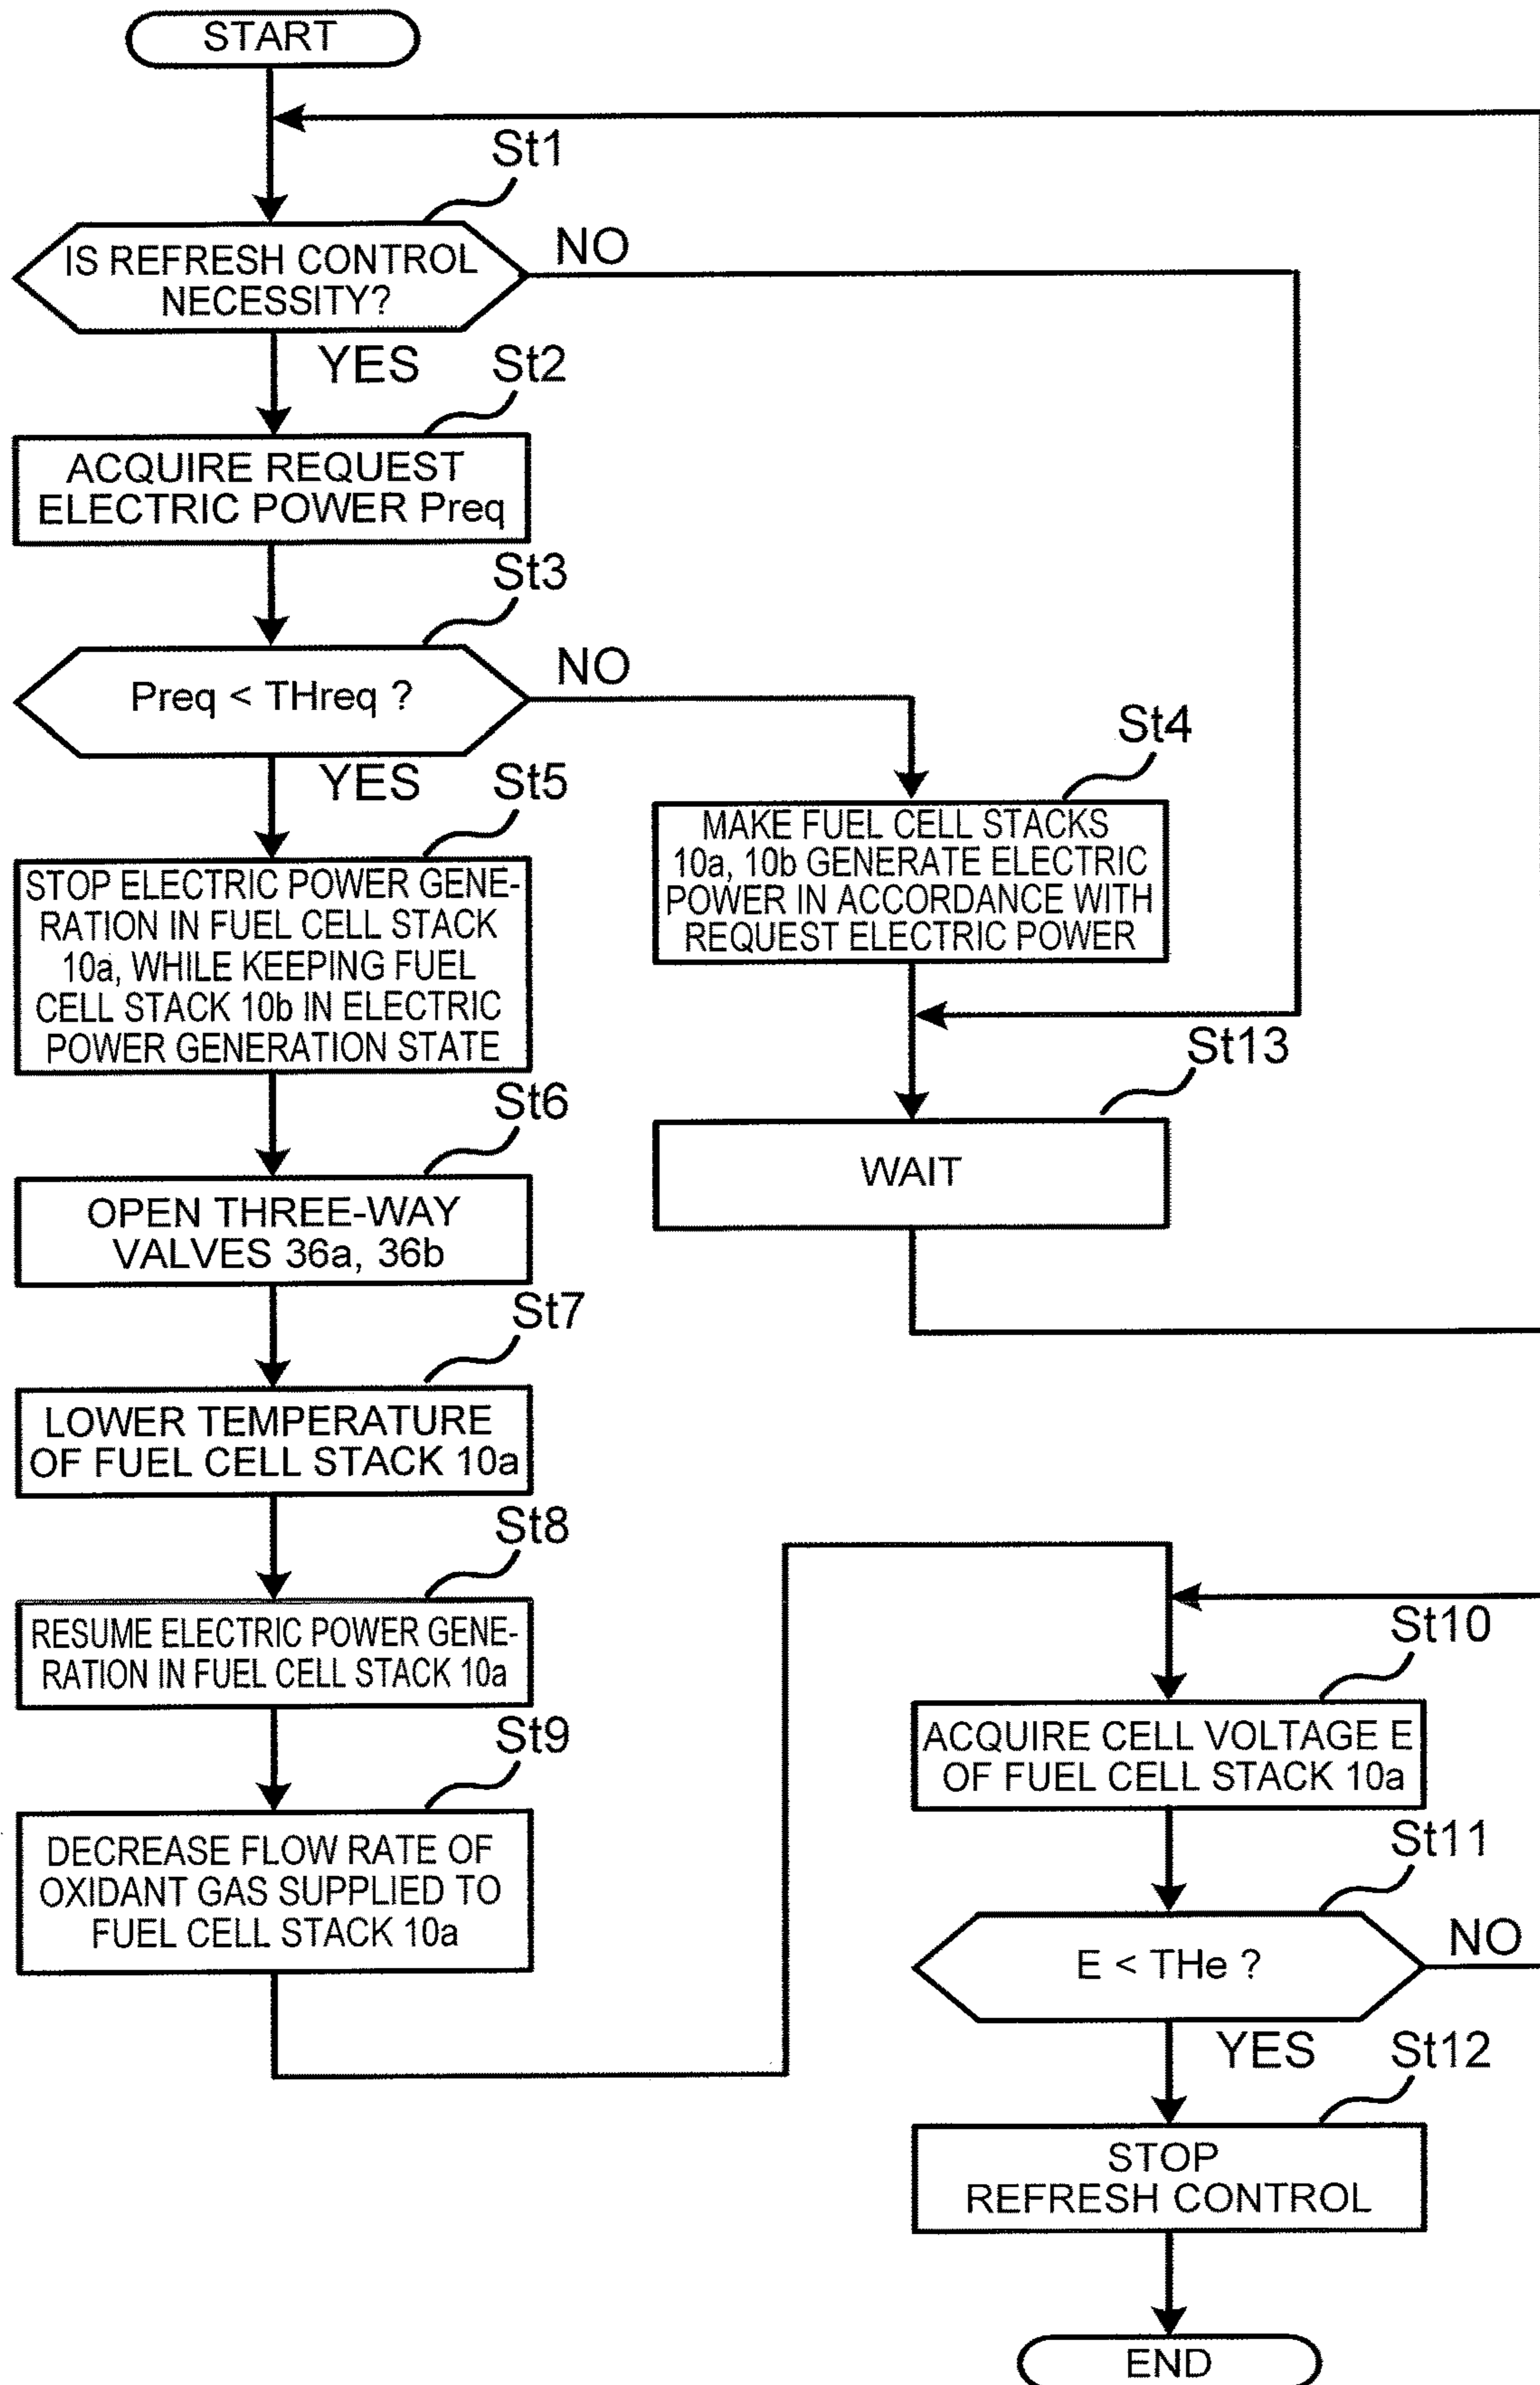 START
St1
IS REFRESH CONTROL
NECESSITY?
NO
YES
St2
ACQUIRE REQUEST
ELECTRIC POWER Preq
St3
Preq < THreq ?
NO
YES
St4
MAKE FUEL CELL STACKS
10a, 10b GENERATE ELECTRIC
POWER IN ACCORDANCE WITH
REQUEST ELECTRIC POWER
St5
STOP ELECTRIC POWER GENE-
RATION IN FUEL CELL STACK
10a, WHILE KEEPING FUEL
CELL STACK 10b IN ELECTRIC
POWER GENERATION STATE
St13
WAIT
St6
OPEN THREE-WAY
VALVES 36a, 36b
St7
LOWER TEMPERATURE
OF FUEL CELL STACK 10a
St8
RESUME ELECTRIC POWER GENE-
RATION IN FUEL CELL STACK 10a
St9
DECREASE FLOW RATE OF
OXIDANT GAS SUPPLIED TO
FUEL CELL STACK 10a
St10
ACQUIRE CELL VOLTAGE E
OF FUEL CELL STACK 10a
St11
E < THe ?
NO
YES
St12
STOP
REFRESH CONTROL
END